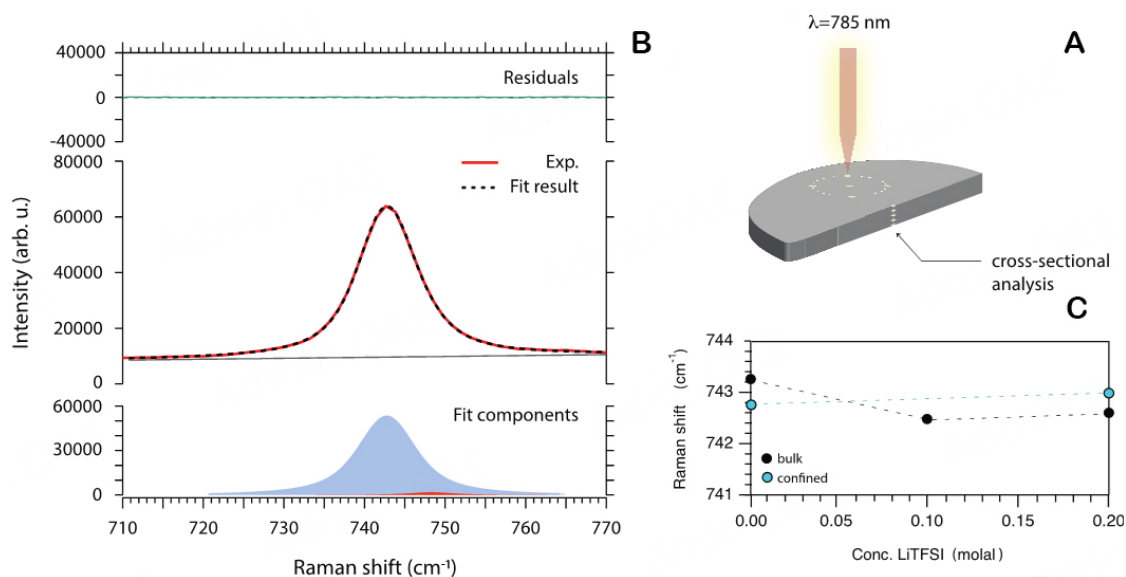 B
40000
0
-40000
Residuals
80000
60000
40000
20000
0
Exp.
Fit result
Intensity (arb. u.)
60000
30000
0
Fit components
710 720 730 740 750 760 770
Raman shift (cm⁻¹)
λ=785 nm
A
cross-sectional
analysis
C
744
743
742
741
Raman shift (cm⁻¹)
bulk
confined
0.00 0.05 0.10 0.15 0.20
Conc. LiTFSI (molal)